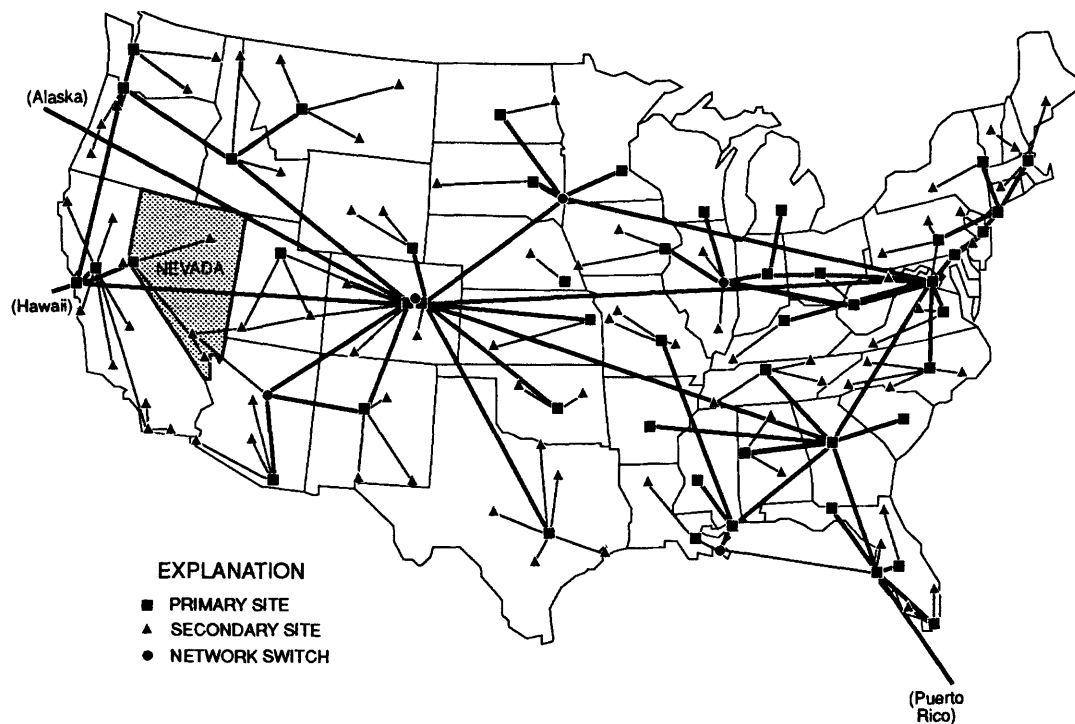 (Alaska)
NEVADA
(Hawaii)
EXPLANATION
PRIMARY SITE
SECONDARY SITE
NETWORK SWITCH
(Puerto
Rico)